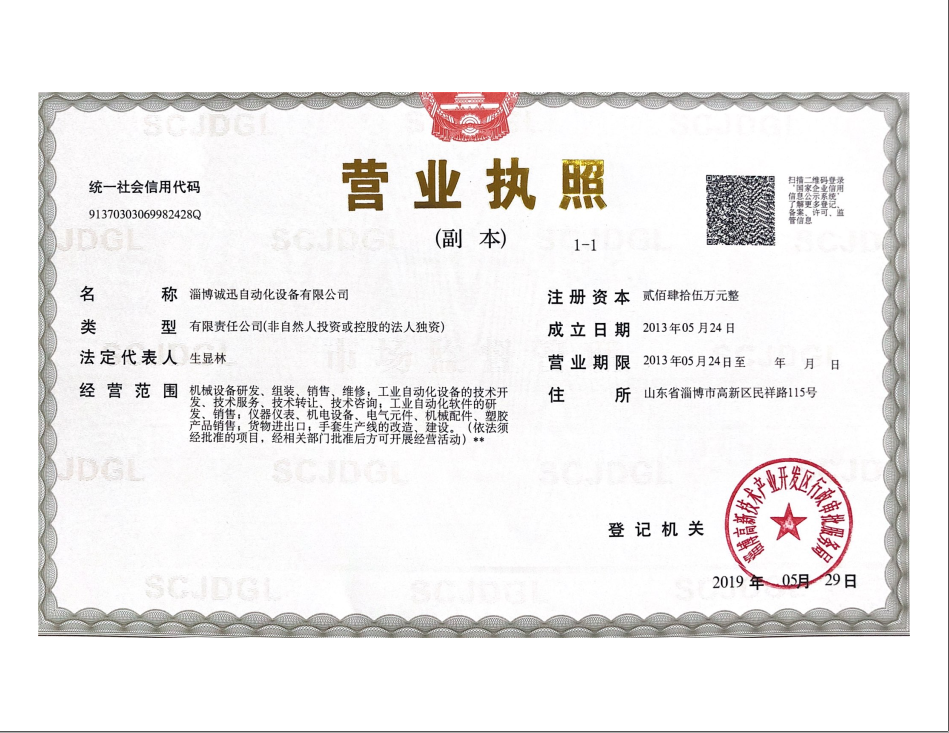 营业执照
(副 本)
1-1
统一社会信用代码
91370303069982428Q
扫描二维码登录
'国家企业信用
信息公示系统'
了解更多登记、
备案、许可、监
管信息
名 称 淄博诚迅自动化设备有限公司
类 型 有限责任公司(非自然人投资或控股的法人独资)
法定代表人 生显林
经营范围 机械设备研发、组装、销售、维修；工业自动化设备的技术开
发、技术服务、技术转让、技术咨询；工业自动化软件的研
发、销售；仪器仪表、机电设备、电气元件、机械配件、塑胶
产品销售；货物进出口；手套生产线的改造、建设。（依法须
经批准的项目，经相关部门批准后方可开展经营活动）**
注册资本 贰佰肆拾伍万元整
成立日期 2013年05月24日
营业期限 2013年05月24日至 年 月 日
住 所 山东省淄博市高新区民祥路115号
登记机关
淄博高新技术产业开发区行政审批服务局
2019 年 05月 29日
SCJDGL
SCJDGL
JDGL
SCJDGL
SCJD
市场监督
JDGL
SCJDGL
SCJDGL
SCJDGL
SCJDGL